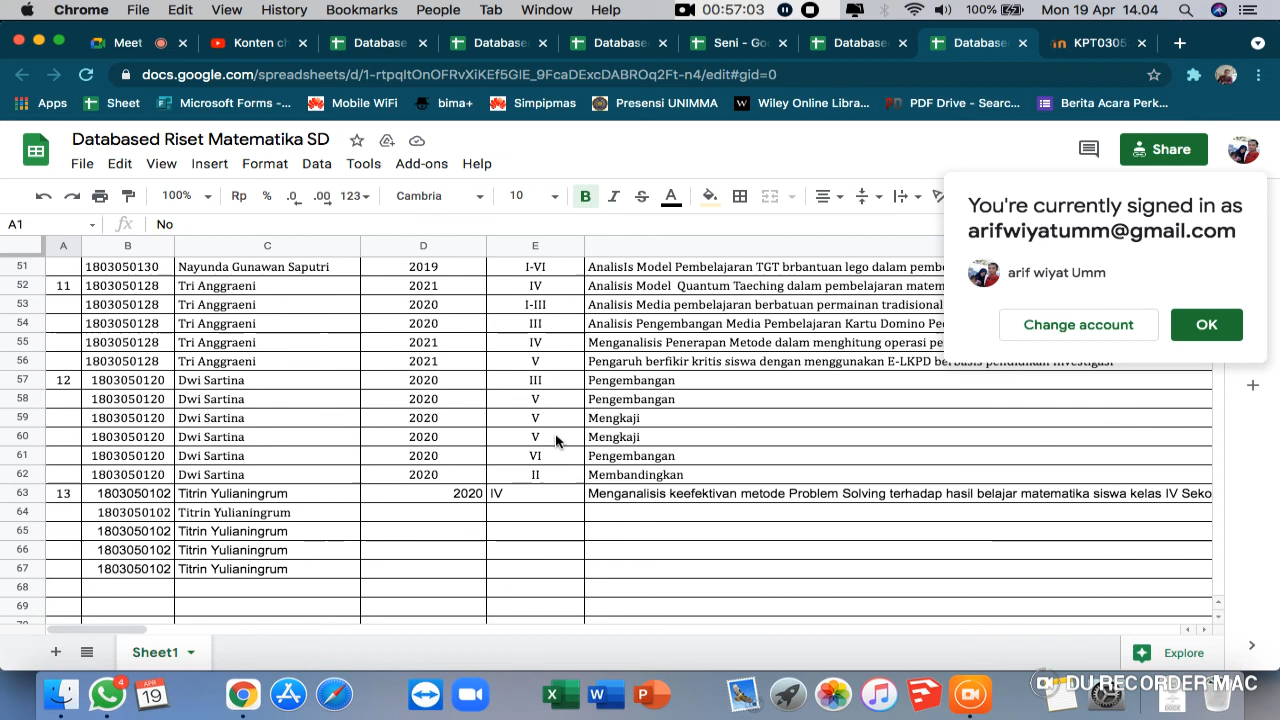 Chrome File Edit View History Bookmarks People Tab Window Help 00:57:03 100% Mon 19 Apr 14.04
Meet Konten ch Database Database Database Seni - Goo Database Database KPT0305
docs.google.com/spreadsheets/d/1-rtpqItOnOFRvXiKEf5GIE_9FcaDExcDABROq2Ft-n4/edit#gid=0
Apps Sheet Microsoft Forms -... Mobile WiFi bima+ Simpipmas Presensi UNIMMA Wiley Online Libra... PDF Drive - Searc... Berita Acara Perk...
Databased Riset Matematika SD
File Edit View Insert Format Data Tools Add-ons Help
Share
100% Rp % .0 .00 123 Cambria 10 B I S A
A1 fx No
You're currently signed in as
arifwiyatumm@gmail.com
arif wiyat Umm
Change account OK
A B C D E
51 1803050130 Nayunda Gunawan Saputri 2019 I-VI AnalisIs Model Pembelajaran TGT brbantuan lego dalam pembe
52 11 1803050128 Tri Anggraeni 2021 IV Analisis Model Quantum Taeching dalam pembelajaran matem
53 1803050128 Tri Anggraeni 2020 I-III Analisis Media pembelajaran berbatuan permainan tradisional
54 1803050128 Tri Anggraeni 2020 III Analisis Pengembangan Media Pembelajaran Kartu Domino Pec
55 1803050128 Tri Anggraeni 2021 IV Menganalisis Penerapan Metode dalam menghitung operasi pe
56 1803050128 Tri Anggraeni 2021 V Pengaruh berfikir kritis siswa dengan menggunakan E-LKPD berbasis pendidikan investigasi
57 12 1803050120 Dwi Sartina 2020 III Pengembangan
58 1803050120 Dwi Sartina 2020 V Pengembangan
59 1803050120 Dwi Sartina 2020 V Mengkaji
60 1803050120 Dwi Sartina 2020 V Mengkaji
61 1803050120 Dwi Sartina 2020 VI Pengembangan
62 1803050120 Dwi Sartina 2020 II Membandingkan
63 13 1803050102 Titrin Yulianingrum 2020 IV Menganalisis keefektivan metode Problem Solving terhadap hasil belajar matematika siswa kelas IV Seko
64 1803050102 Titrin Yulianingrum
65 1803050102 Titrin Yulianingrum
66 1803050102 Titrin Yulianingrum
67 1803050102 Titrin Yulianingrum
68
69
Sheet1 Explore
4 APR 19 DU RECORDER MAC